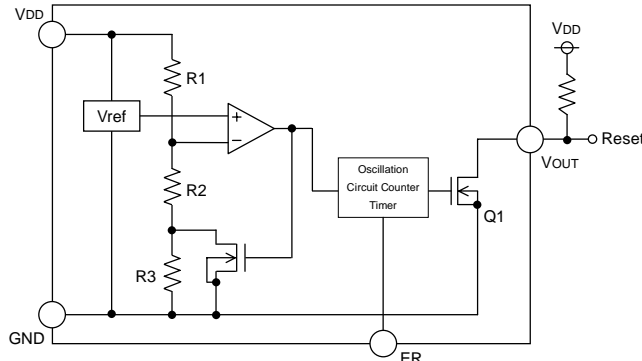 VDD
VDD
R1
Vref
+
−
Reset
VOUT
Oscillation
Circuit Counter
Timer
R2
Q1
R3
GND
ER